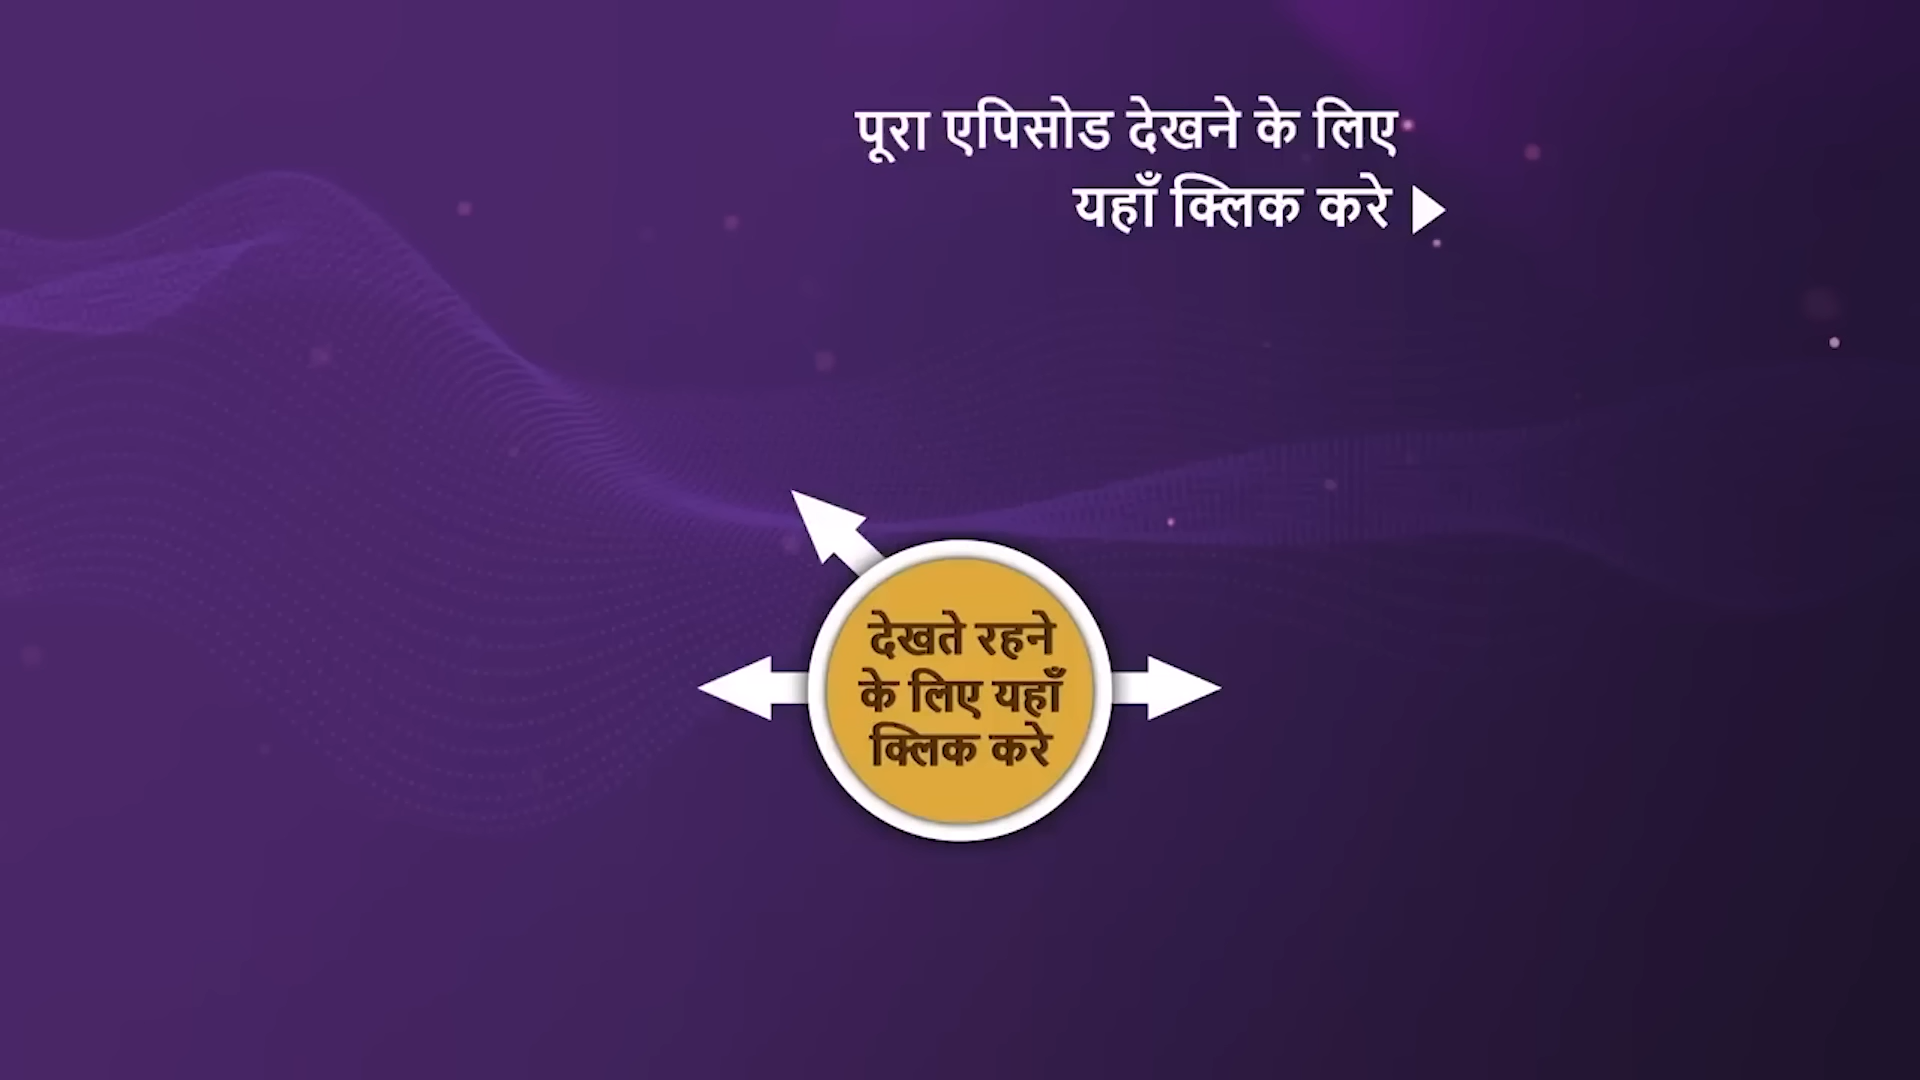 पूरा एपिसोड देखने के लिए
यहाँ क्लिक करे
देखते रहने
के लिए यहाँ
क्लिक करे